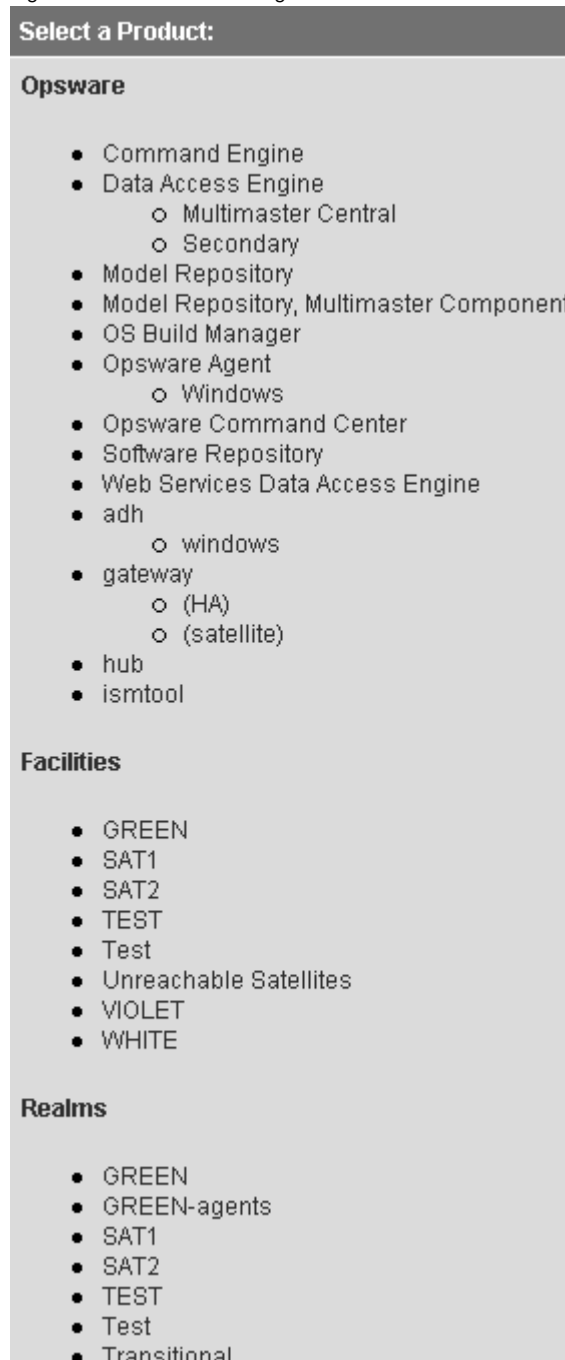 Select a Product:
Opsware
Command Engine
Data Access Engine
Multimaster Central
Secondary
Model Repository
Model Repository, Multimaster Component
OS Build Manager
Opsware Agent
Windows
Opsware Command Center
Software Repository
Web Services Data Access Engine
adh
windows
gateway
(HA)
(satellite)
hub
ismtool
Facilities
GREEN
SAT1
SAT2
TEST
Test
Unreachable Satellites
VIOLET
WHITE
Realms
GREEN
GREEN-agents
SAT1
SAT2
TEST
Test
Transitional